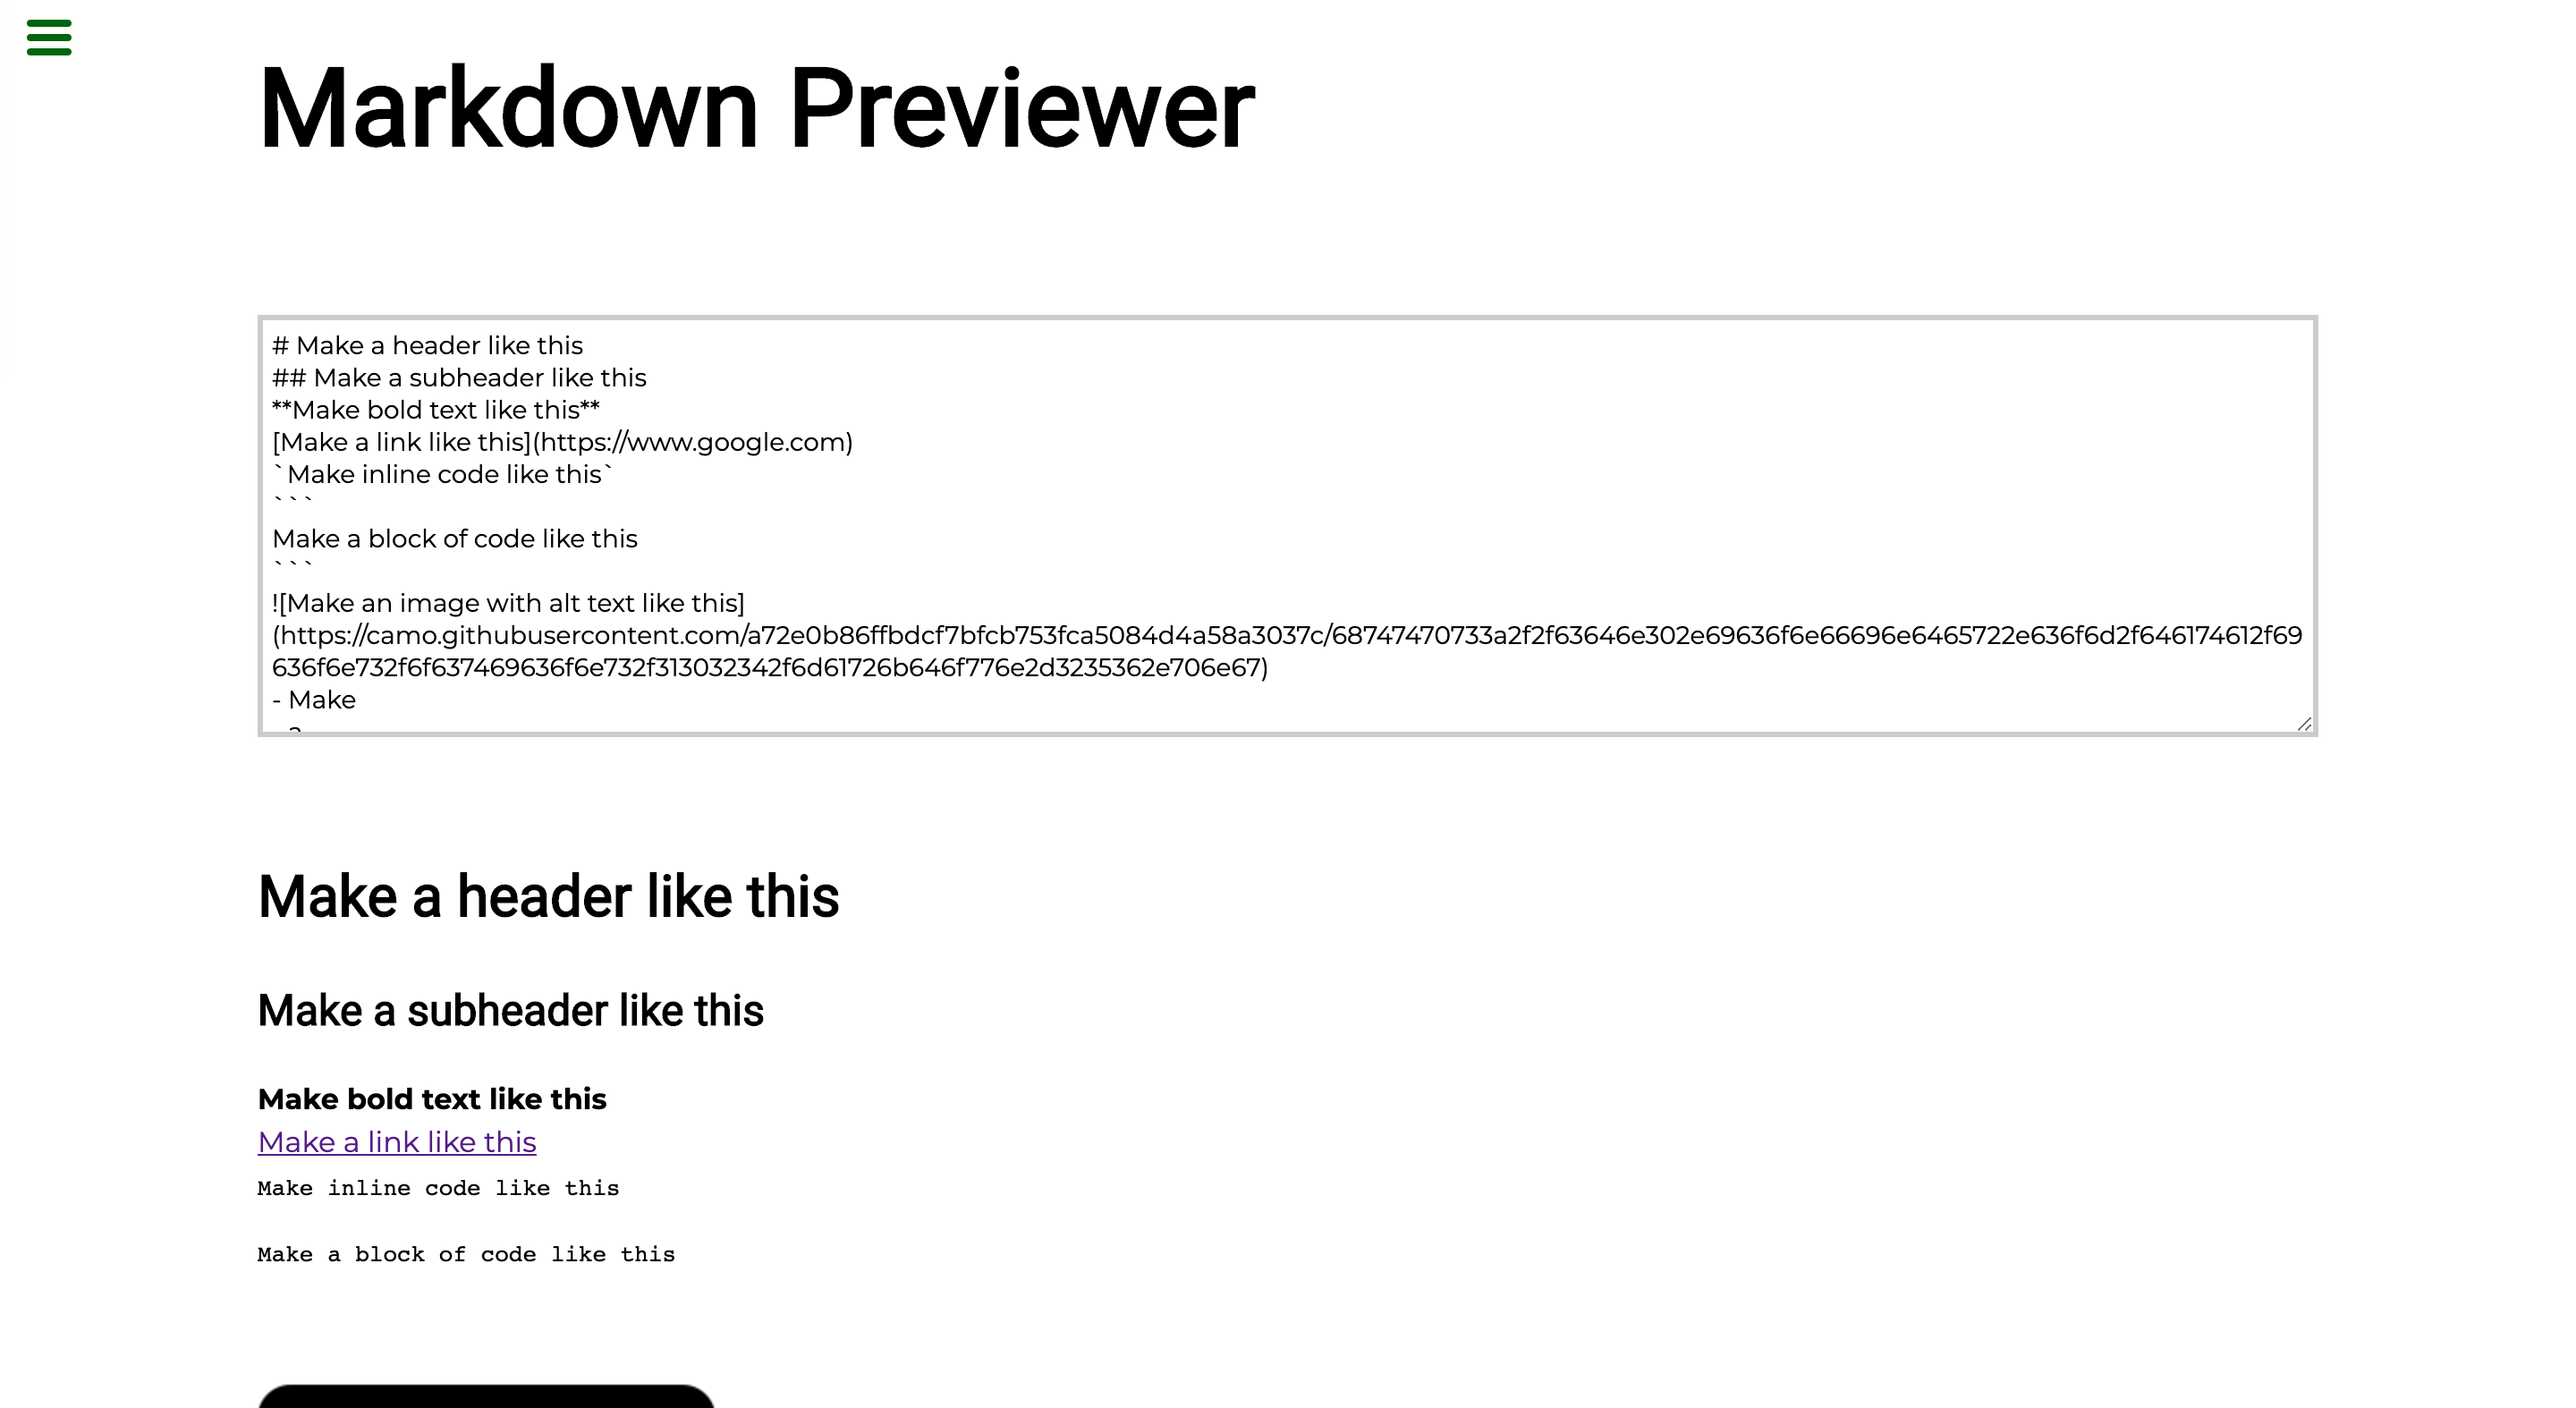 Markdown Previewer
# Make a header like this
## Make a subheader like this
**Make bold text like this**
[Make a link like this](https://www.google.com)
`Make inline code like this`
```
Make a block of code like this
```
![Make an image with alt text like this]
(https://camo.githubusercontent.com/a72e0b86ffbdcf7bfcb753fca5084d4a58a3037c/68747470733a2f2f63646e302e69636f6e66696e6465722e636f6d2f646174612f69
636f6e732f6f637469636f6e732f313032342f6d61726b646f776e2d3235362e706e67)
- Make
Make a header like this
Make a subheader like this
Make bold text like this
Make a link like this
Make inline code like this
Make a block of code like this